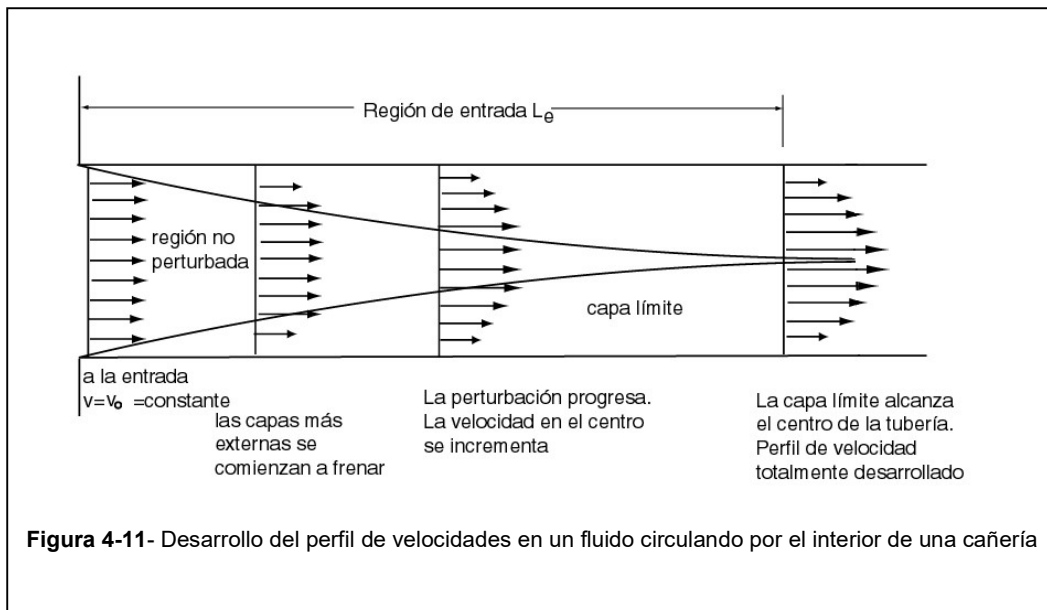 Región de entrada Le
región no
perturbada
capa límite
a la entrada
v=vo =constante
las capas más
externas se
comienzan a frenar
La perturbación progresa.
La velocidad en el centro
se incrementa
La capa límite alcanza
el centro de la tubería.
Perfil de velocidad
totalmente desarrollado
Figura 4-11- Desarrollo del perfil de velocidades en un fluido circulando por el interior de una cañería